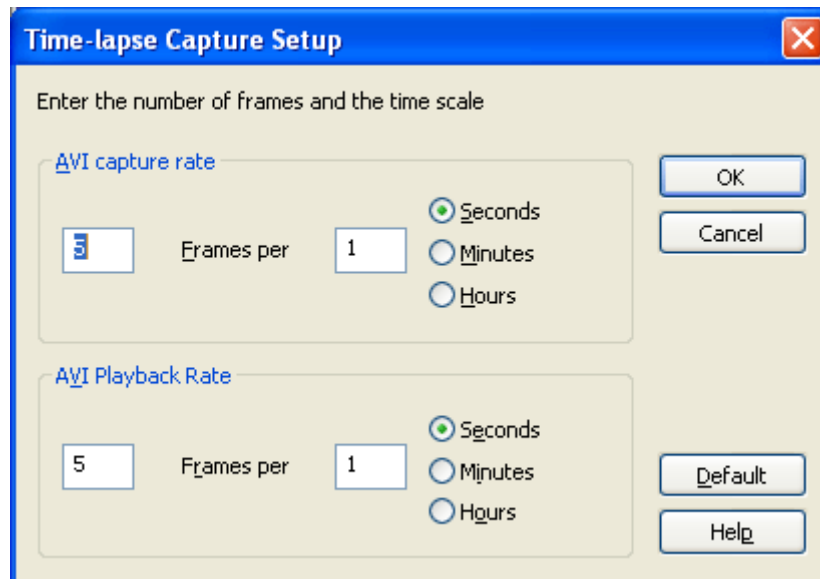 Time-lapse Capture Setup
Enter the number of frames and the time scale
AVI capture rate
5 Frames per 1
Seconds
Minutes
Hours
OK
Cancel
AVI Playback Rate
5 Frames per 1
Seconds
Minutes
Hours
Default
Help